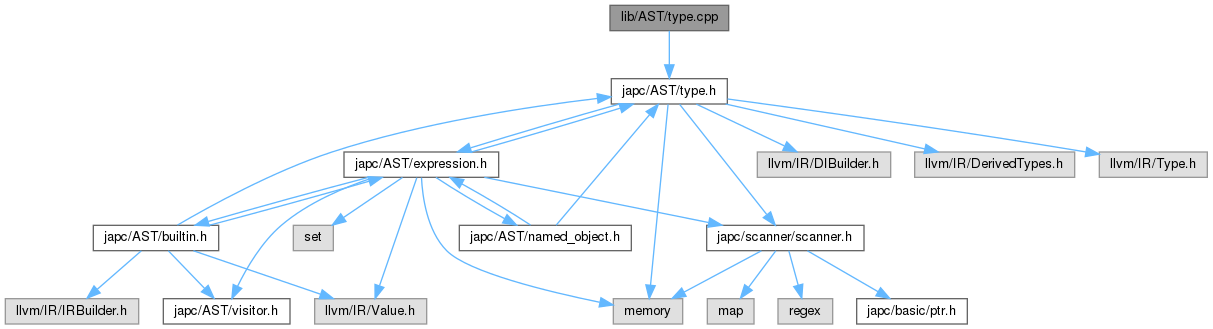 lib/AST/type.cpp
japc/AST/type.h
japc/AST/expression.h
llvm/IR/DIBuilder.h
llvm/IR/DerivedTypes.h
llvm/IR/Type.h
japc/AST/builtin.h
set
japc/AST/named_object.h
japc/scanner/scanner.h
llvm/IR/IRBuilder.h
japc/AST/visitor.h
llvm/IR/Value.h
memory
map
regex
japc/basic/ptr.h